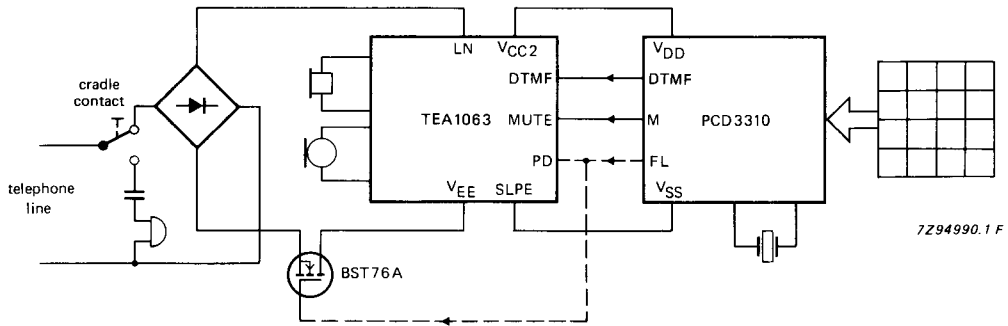 LN
VCC2
VDD
DTMF
DTMF
cradle
contact
TEA1063
MUTE
M
PCD3310
PD
FL
VEE
SLPE
VSS
telephone
line
7Z94990.1 F
BST76A